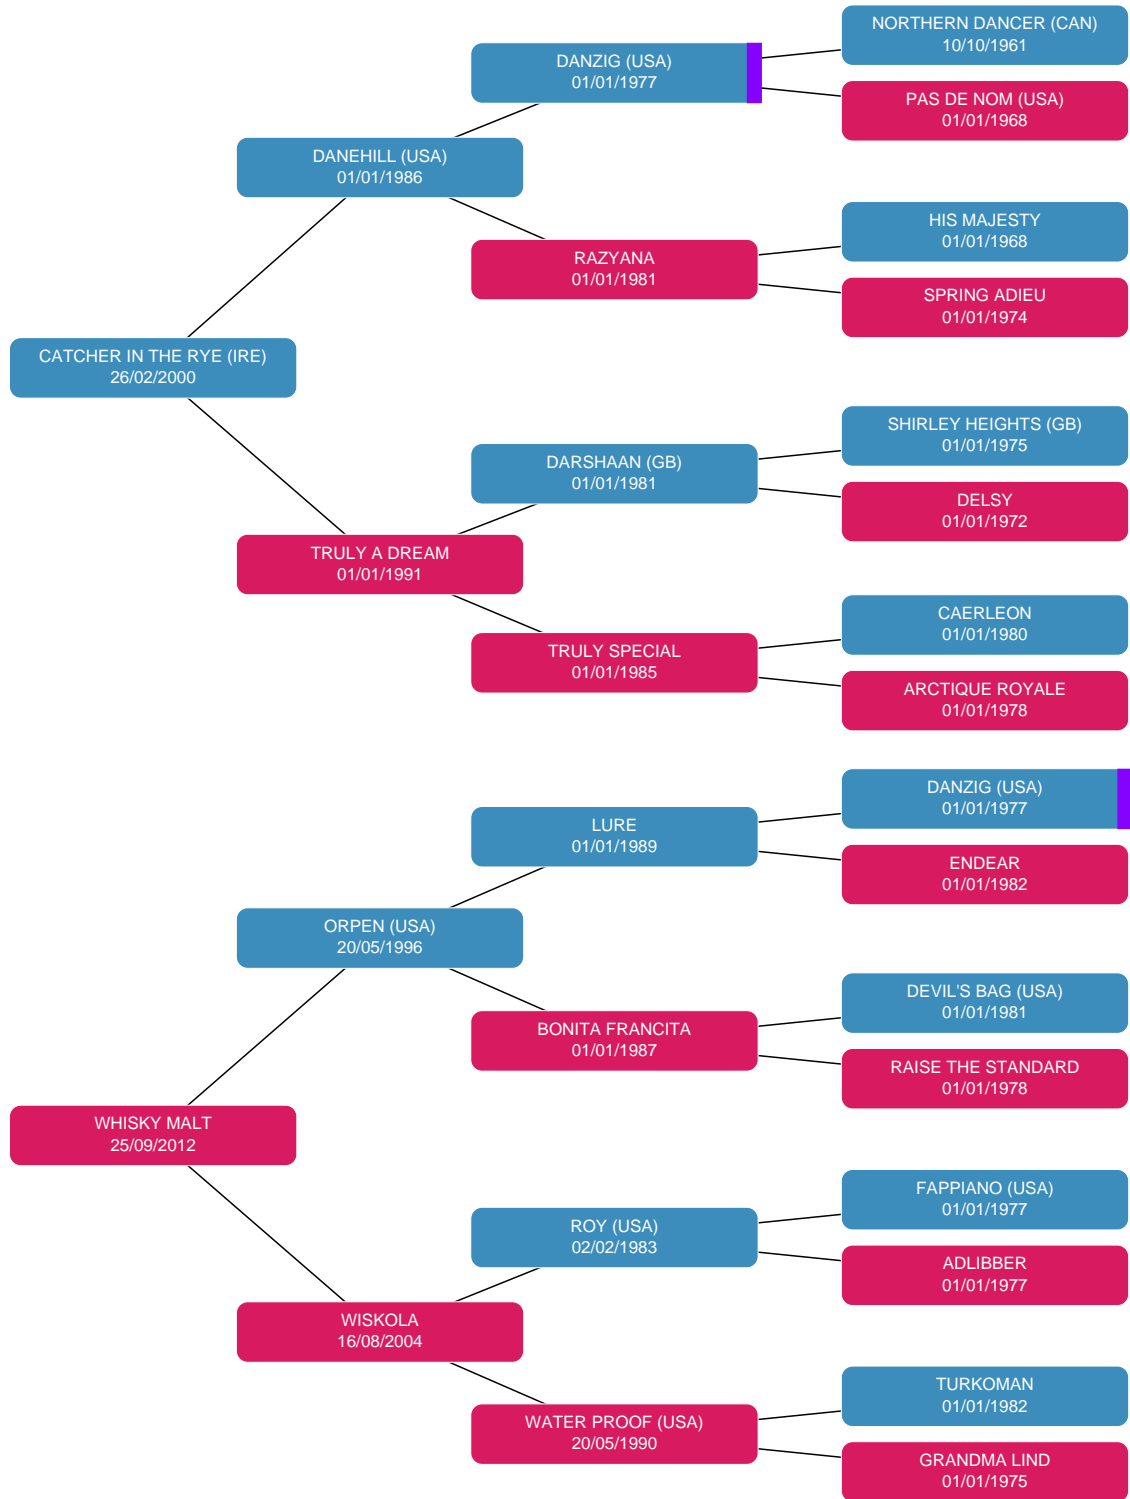 NORTHERN DANCER (CAN)
10/10/1961
DANZIG (USA)
01/01/1977
PAS DE NOM (USA)
01/01/1968
DANEHILL (USA)
01/01/1986
HIS MAJESTY
01/01/1968
RAZYANA
01/01/1981
SPRING ADIEU
01/01/1974
CATCHER IN THE RYE (IRE)
26/02/2000
SHIRLEY HEIGHTS (GB)
01/01/1975
DARSHAAN (GB)
01/01/1981
DELSY
01/01/1972
TRULY A DREAM
01/01/1991
CAERLEON
01/01/1980
TRULY SPECIAL
01/01/1985
ARCTIQUE ROYALE
01/01/1978
DANZIG (USA)
01/01/1977
LURE
01/01/1989
ENDEAR
01/01/1982
ORPEN (USA)
20/05/1996
DEVIL'S BAG (USA)
01/01/1981
BONITA FRANCITA
01/01/1987
RAISE THE STANDARD
01/01/1978
WHISKY MALT
25/09/2012
FAPPIANO (USA)
01/01/1977
ROY (USA)
02/02/1983
ADLIBBER
01/01/1977
WISKOLA
16/08/2004
TURKOMAN
01/01/1982
WATER PROOF (USA)
20/05/1990
GRANDMA LIND
01/01/1975